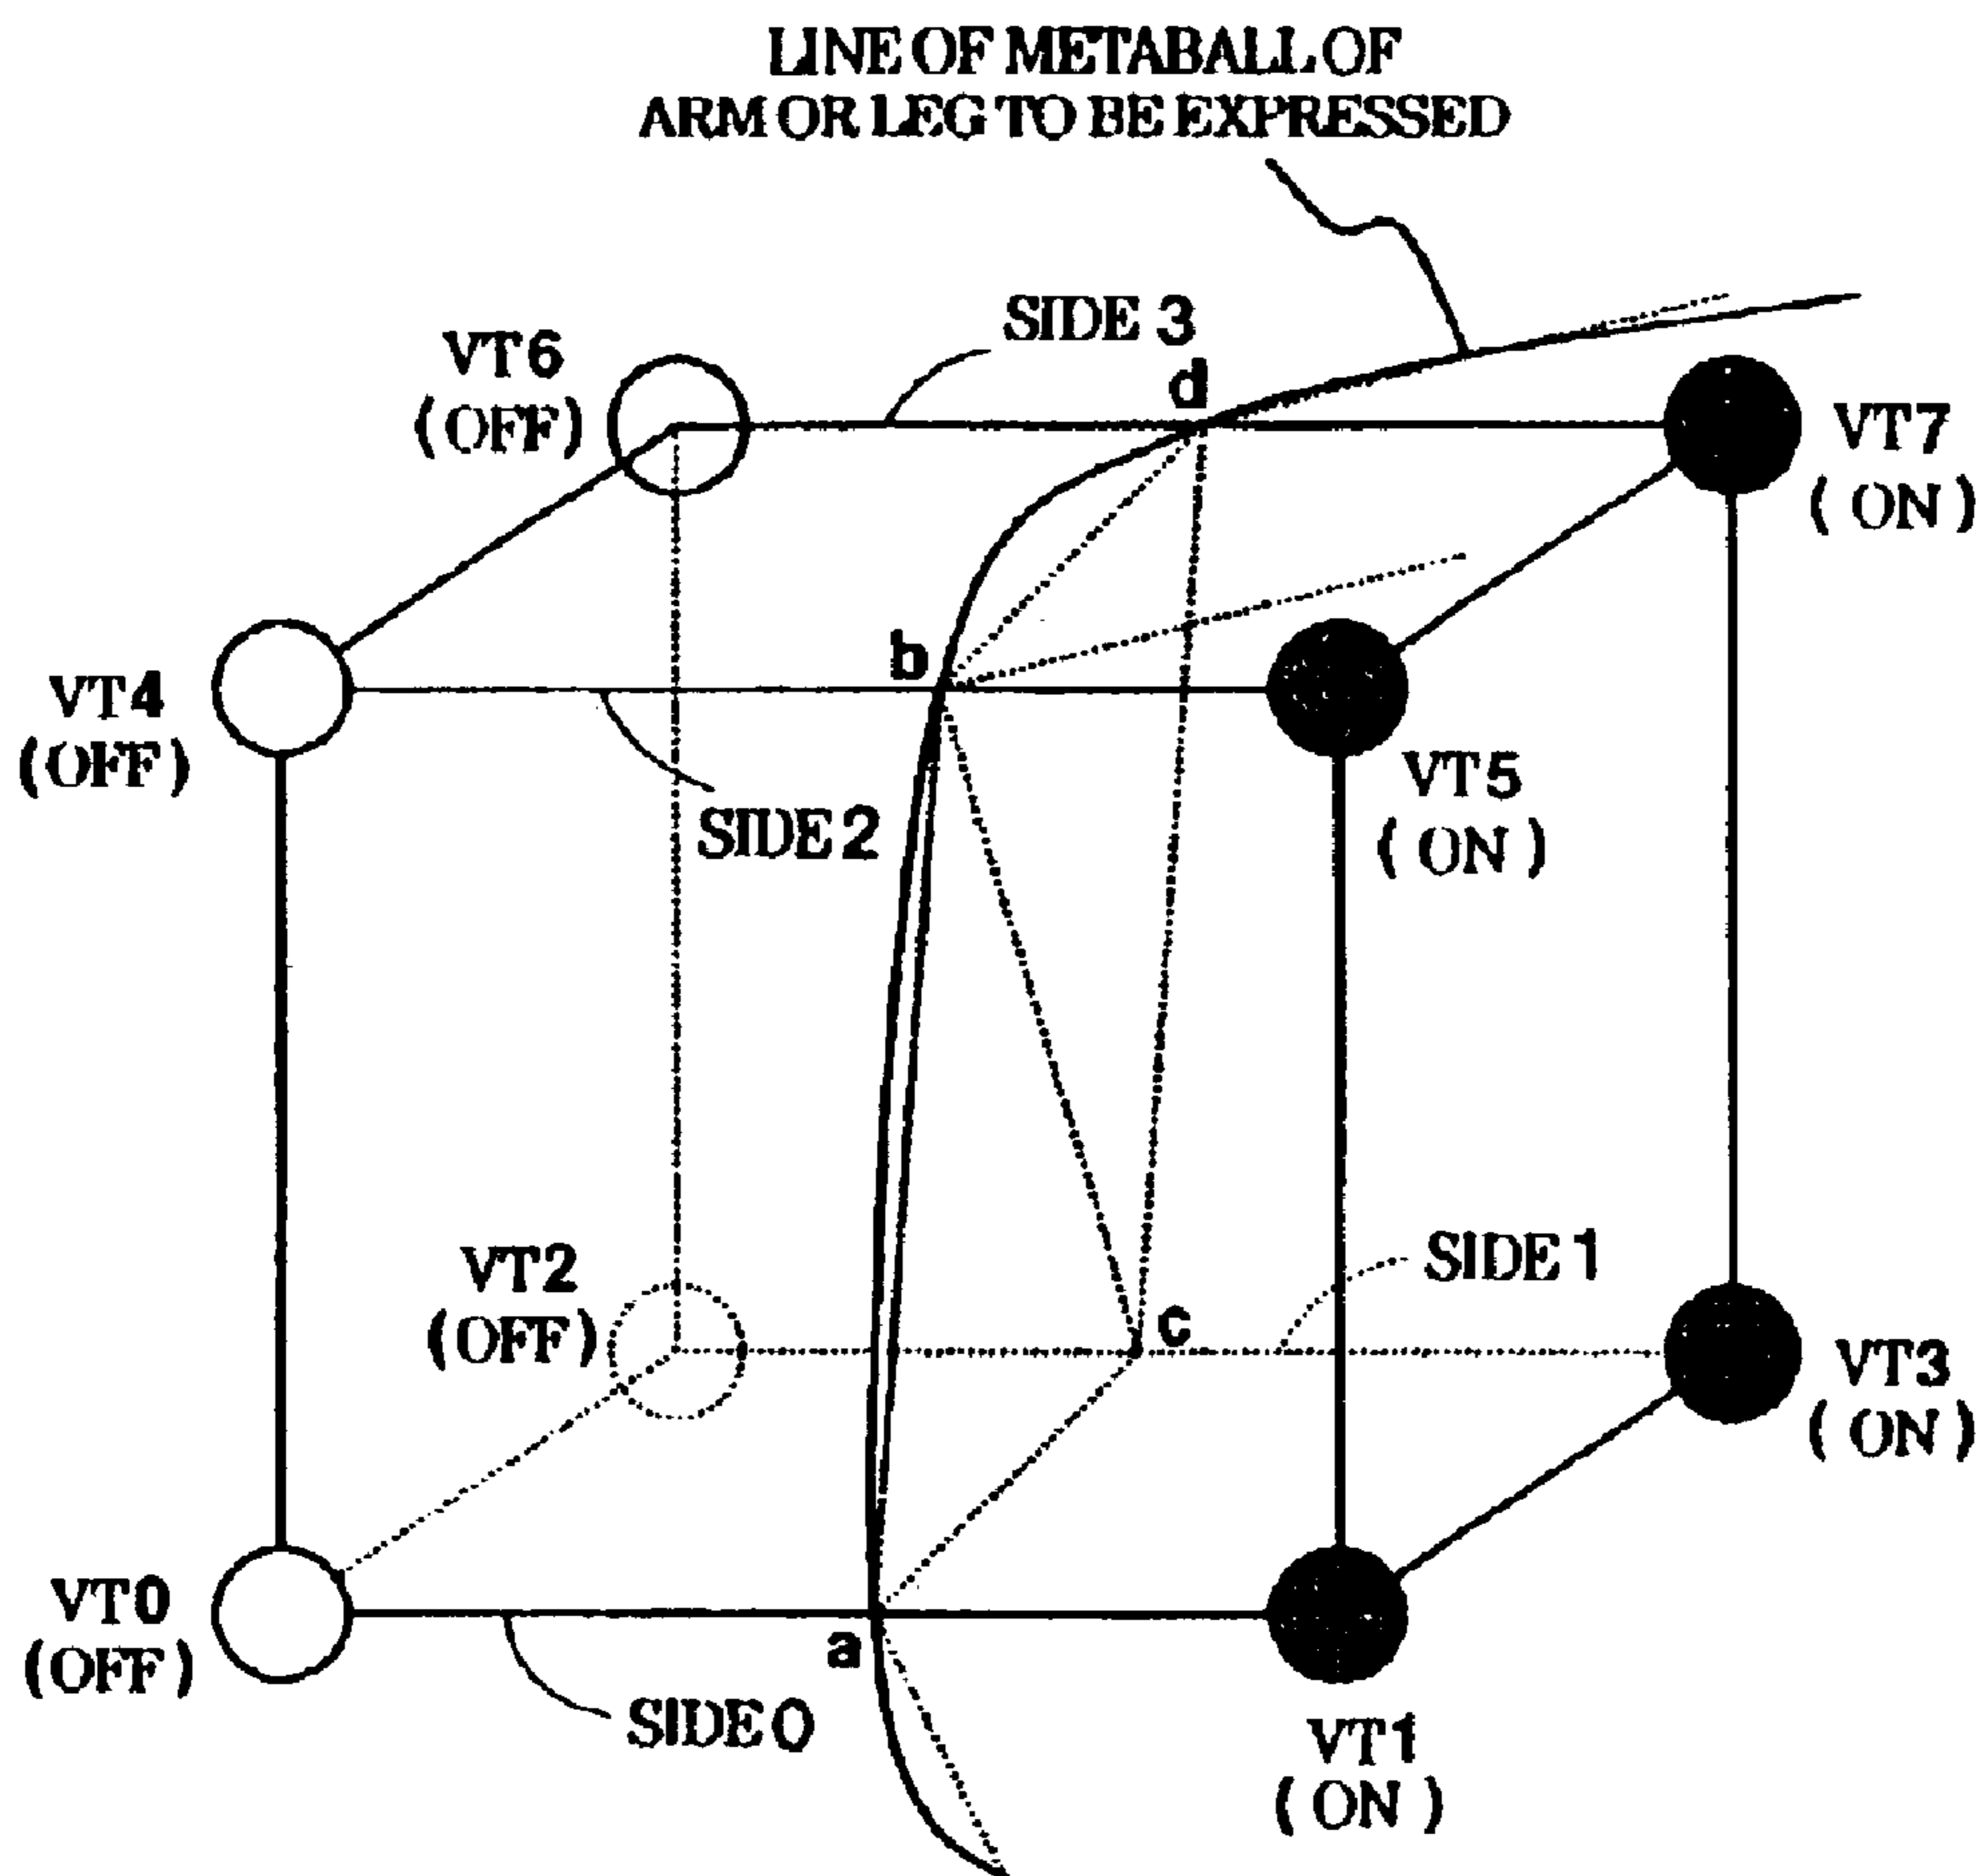 LINE OF METABALL OF
ARM OR LEG TO BE EXPRESSED
SIDE 3
VT6
(OFF)
d
VT7
(ON)
b
VT4
(OFF)
VT5
(ON)
SIDE 2
VT2
(OFF)
SIDE 1
c
VT3
(ON)
VT0
(OFF)
a
SIDE 0
VT1
(ON)